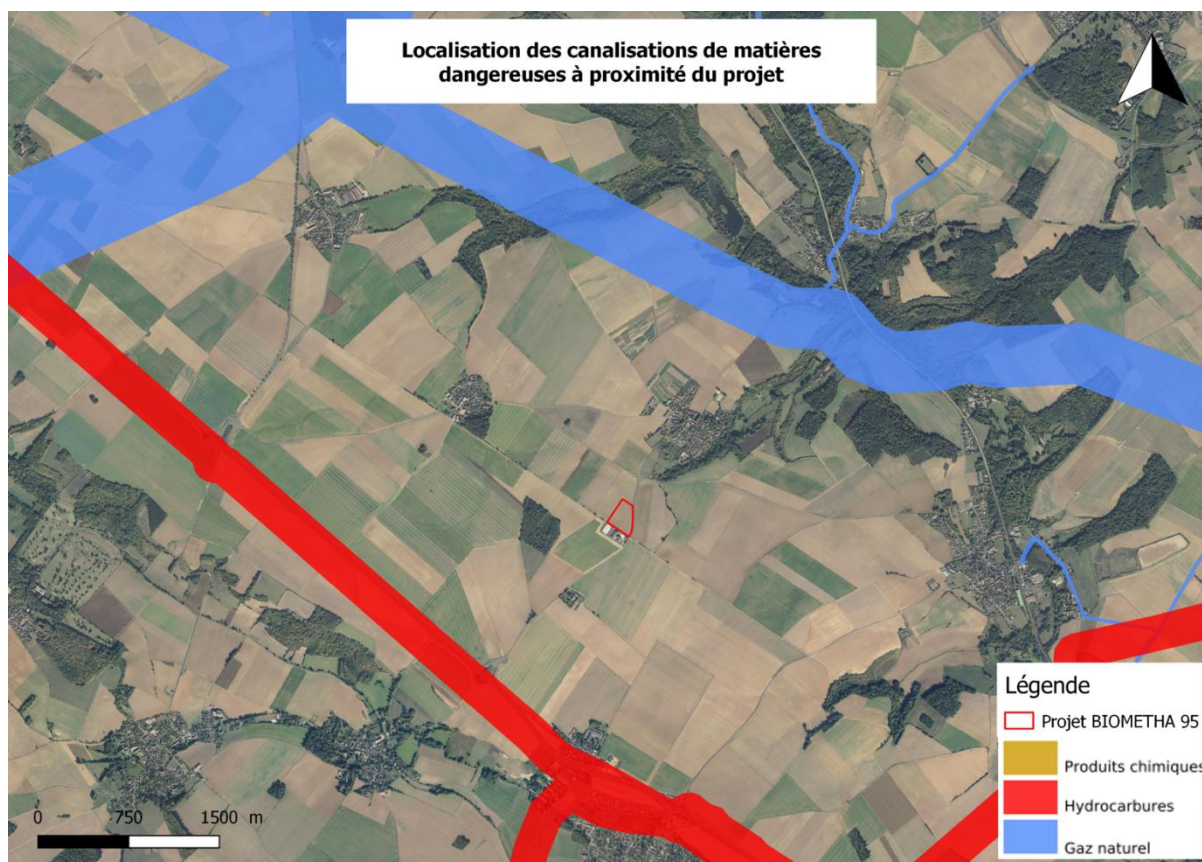 Localisation des canalisations de matières
dangereuses à proximité du projet
Légende
Projet BIOMETHA 95
Produits chimiques
Hydrocarbures
Gaz naturel
0 750 1500 m